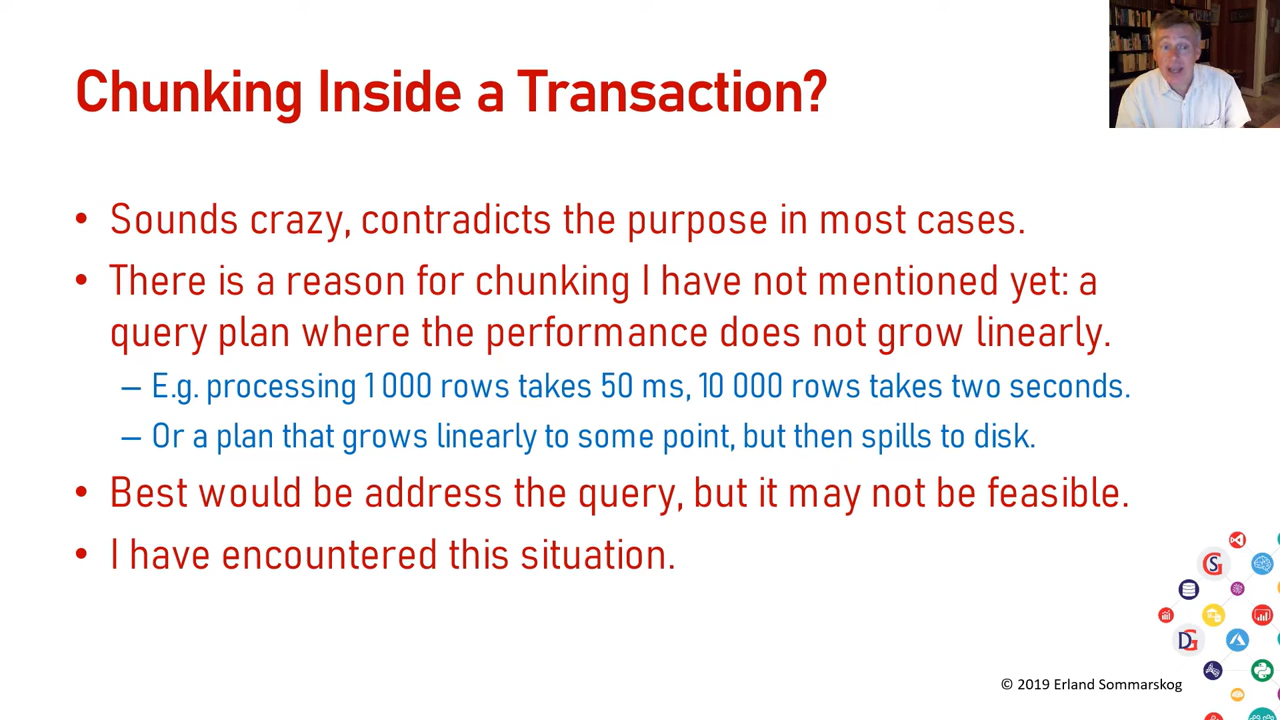 Chunking Inside a Transaction?
• Sounds crazy, contradicts the purpose in most cases.
• There is a reason for chunking I have not mentioned yet: a
query plan where the performance does not grow linearly.
– E.g. processing 1 000 rows takes 50 ms, 10 000 rows takes two seconds.
– Or a plan that grows linearly to some point, but then spills to disk.
• Best would be address the query, but it may not be feasible.
• I have encountered this situation.
GS
DG
© 2019 Erland Sommarskog